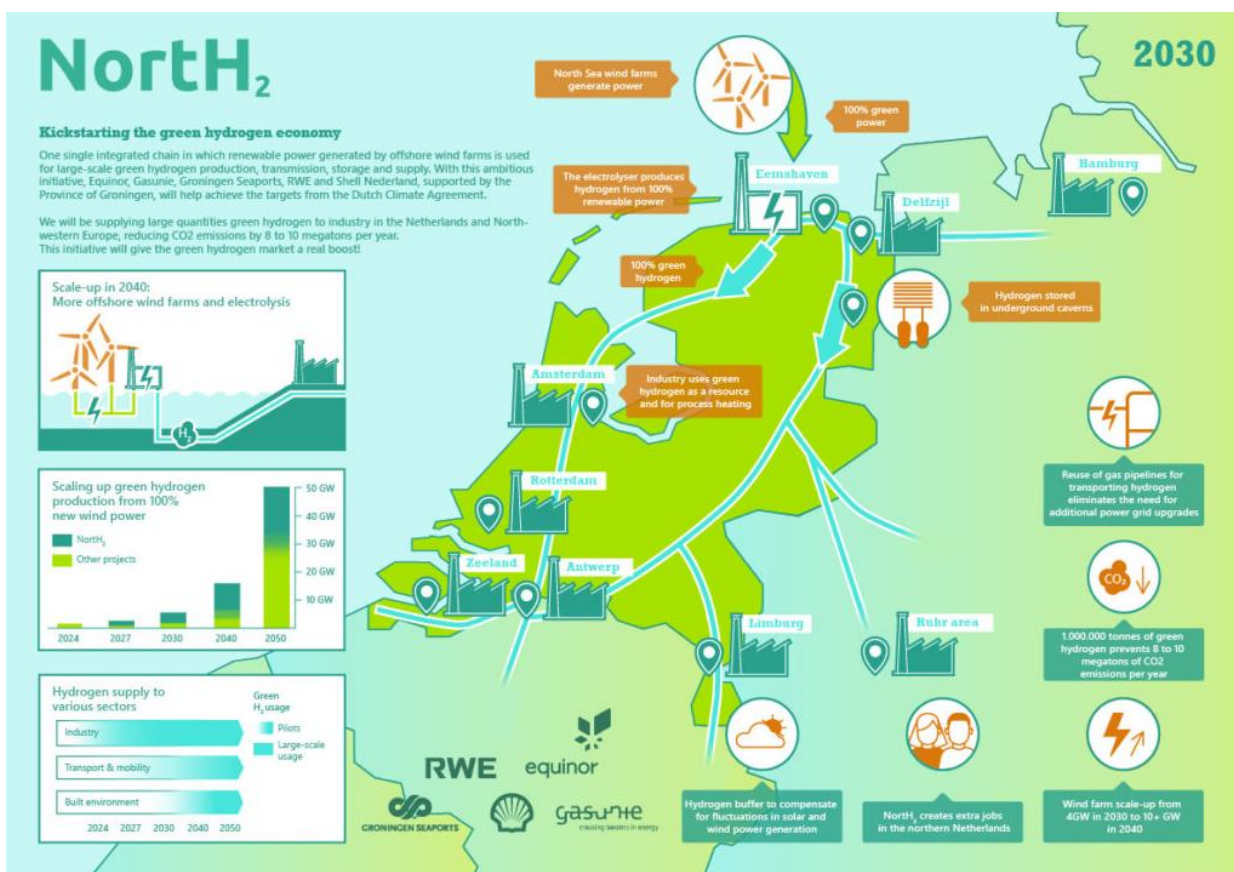 NortH2
2030
Kickstarting the green hydrogen economy
One single integrated chain in which renewable power generated by offshore wind farms is used
for large-scale green hydrogen production, transmission, storage and supply. With this ambitious
initiative, Equinor, Gasunie, Groningen Seaports, RWE and Shell Nederland, supported by the
Province of Groningen, will help achieve the targets from the Dutch Climate Agreement.
We will be supplying large quantities green hydrogen to industry in the Netherlands and North-
western Europe, reducing CO2 emissions by 8 to 10 megatons per year.
This initiative will give the green hydrogen market a real boost!
North Sea wind farms
generate power
100% green
power
The electrolyser produces
hydrogen from 100%
renewable power
Eemshaven
Delfzijl
Hamburg
100% green
hydrogen
Hydrogen stored
in underground caverns
Amsterdam
Industry uses green
hydrogen as a resource
and for process heating
Rotterdam
Zeeland
Antwerp
Limburg
Ruhr area
Scale-up in 2040:
More offshore wind farms and electrolysis
H2
Scaling up green hydrogen
production from 100%
new wind power
NortH2
Other projects
50 GW
40 GW
30 GW
20 GW
10 GW
2024 2027 2030 2040 2050
Hydrogen supply to
various sectors
Green
H2 usage
Pilots
Large-scale
usage
Industry
Transport & mobility
Built environment
2024 2027 2030 2040 2050
RWE
equinor
GRONINGEN SEAPORTS
gasunie
crossing borders in energy
Reuse of gas pipelines for
transporting hydrogen
eliminates the need for
additional power grid upgrades
CO2
1.000.000 tonnes of green
hydrogen prevents 8 to 10
megatons of CO2
emissions per year
Hydrogen buffer to compensate
for fluctuations in solar and
wind power generation
NortH2 creates extra jobs
in the northern Netherlands
Wind farm scale-up from
4GW in 2030 to 10+ GW
in 2040